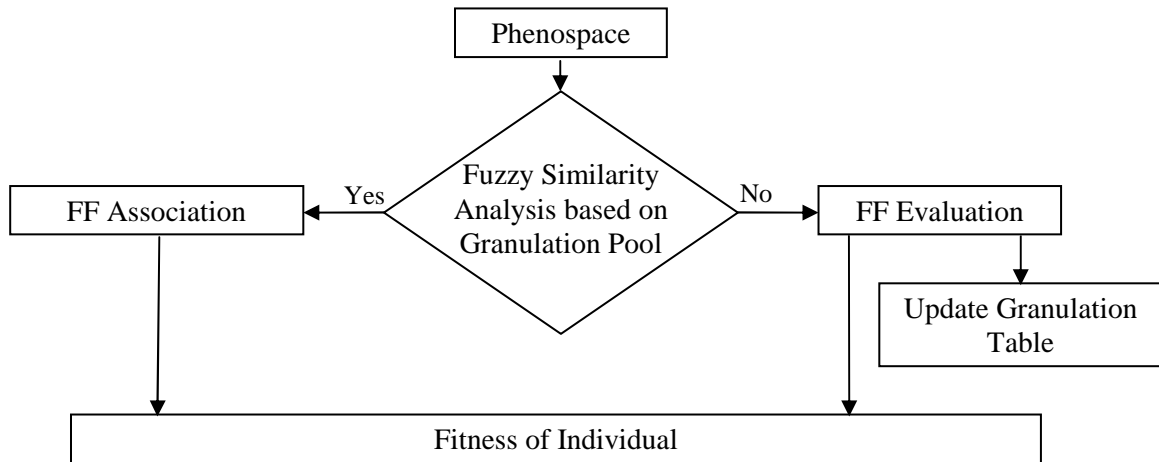 Phenospace
Fuzzy Similarity
Analysis based on
Granulation Pool
Yes
No
FF Association
FF Evaluation
Update Granulation
Table
Fitness of Individual